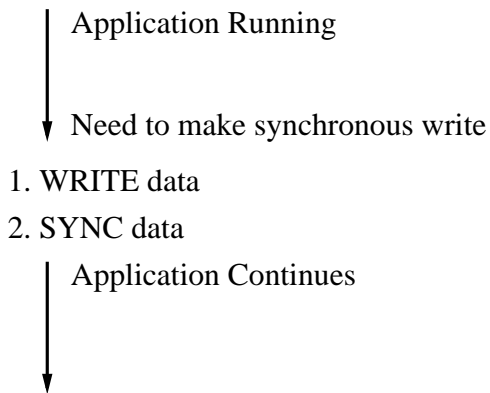 Application Running
Need to make synchronous write
1. WRITE data
2. SYNC data
Application Continues